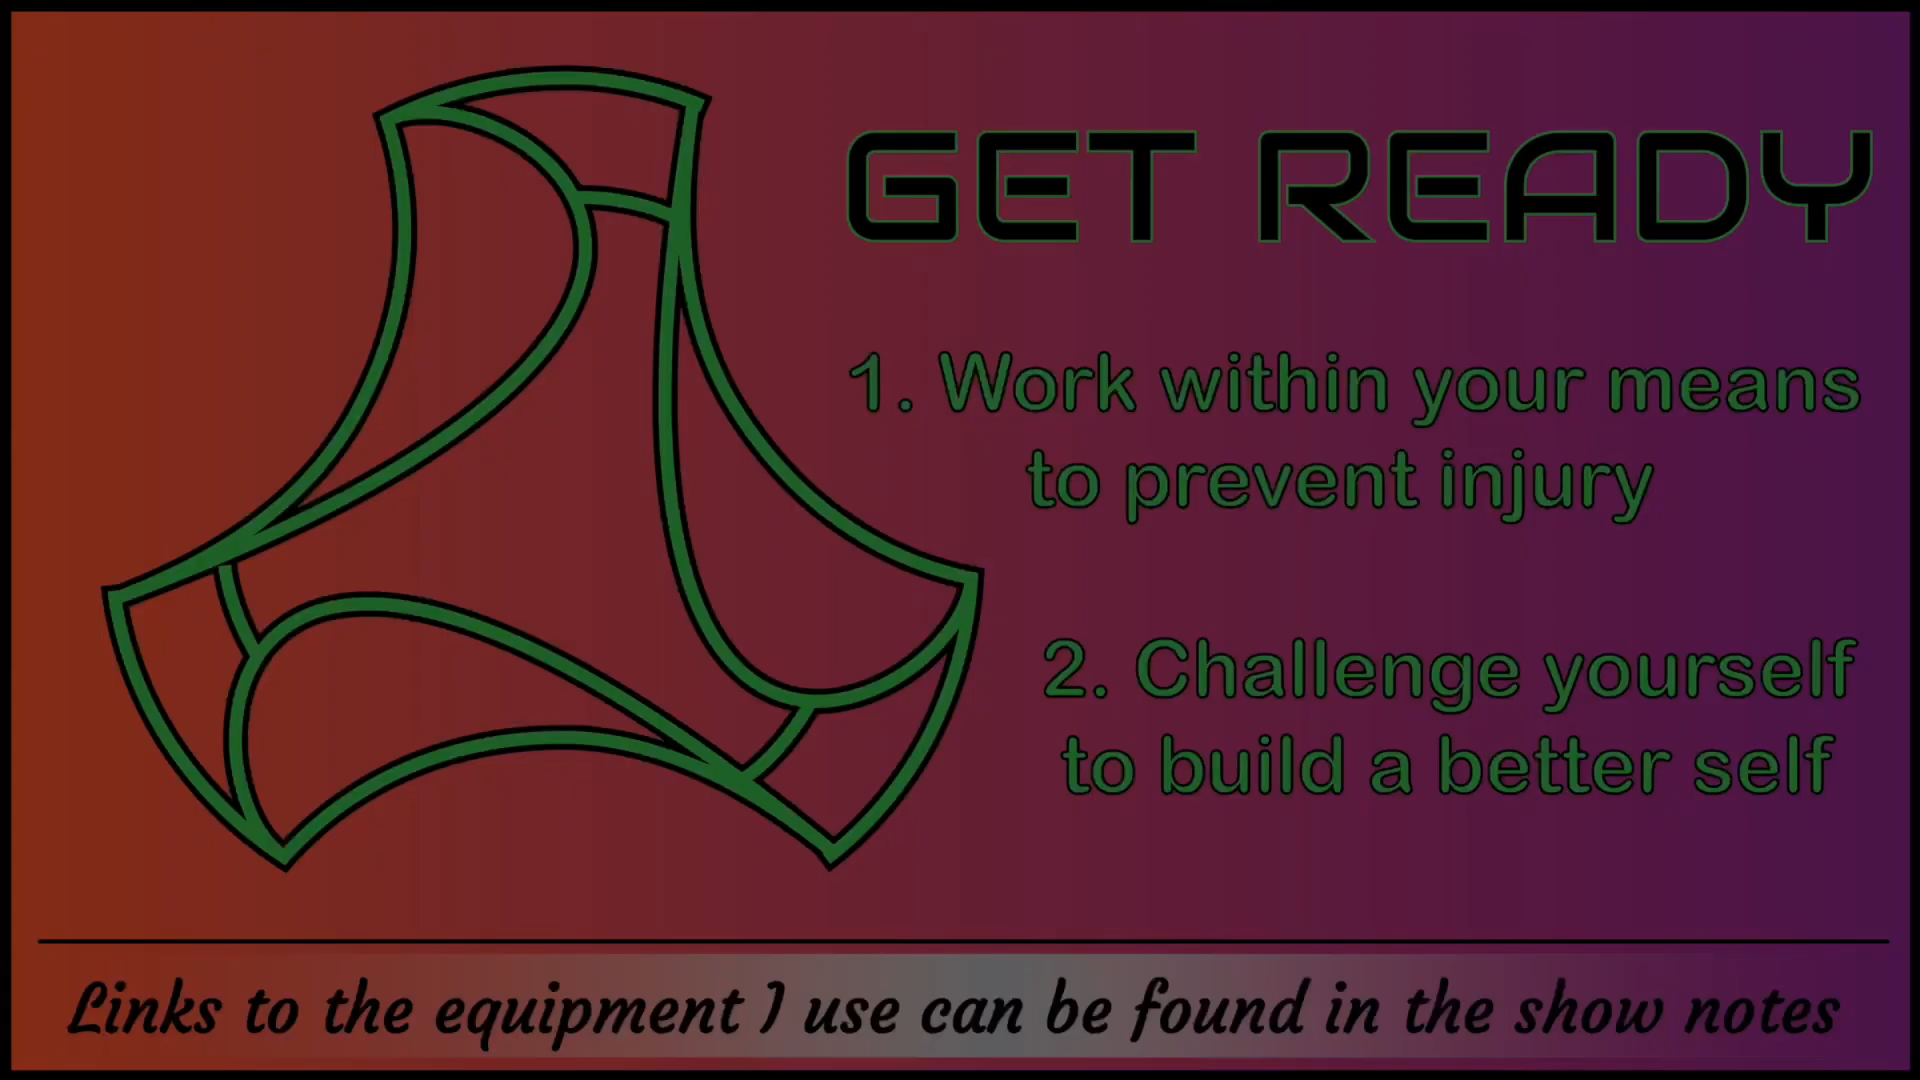 GET READY
1. Work within your means
to prevent injury
2. Challenge yourself
to build a better self
Links to the equipment I use can be found in the show notes